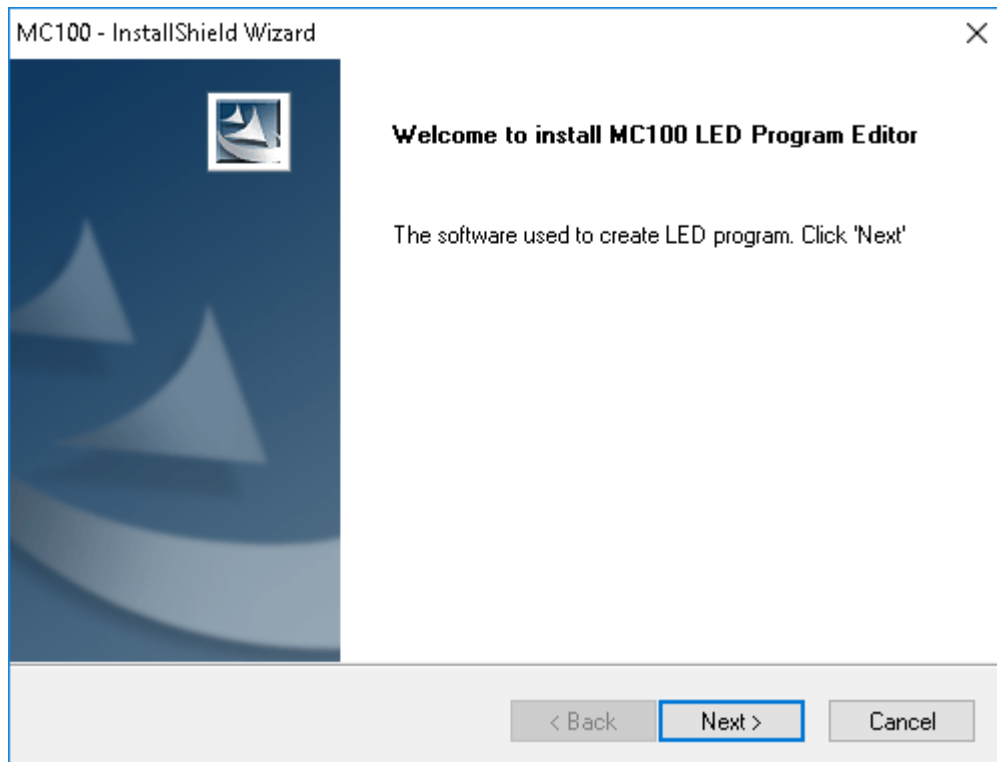 MC100 - InstallShield Wizard
Welcome to install MC100 LED Program Editor
The software used to create LED program. Click 'Next'
< Back
Next >
Cancel